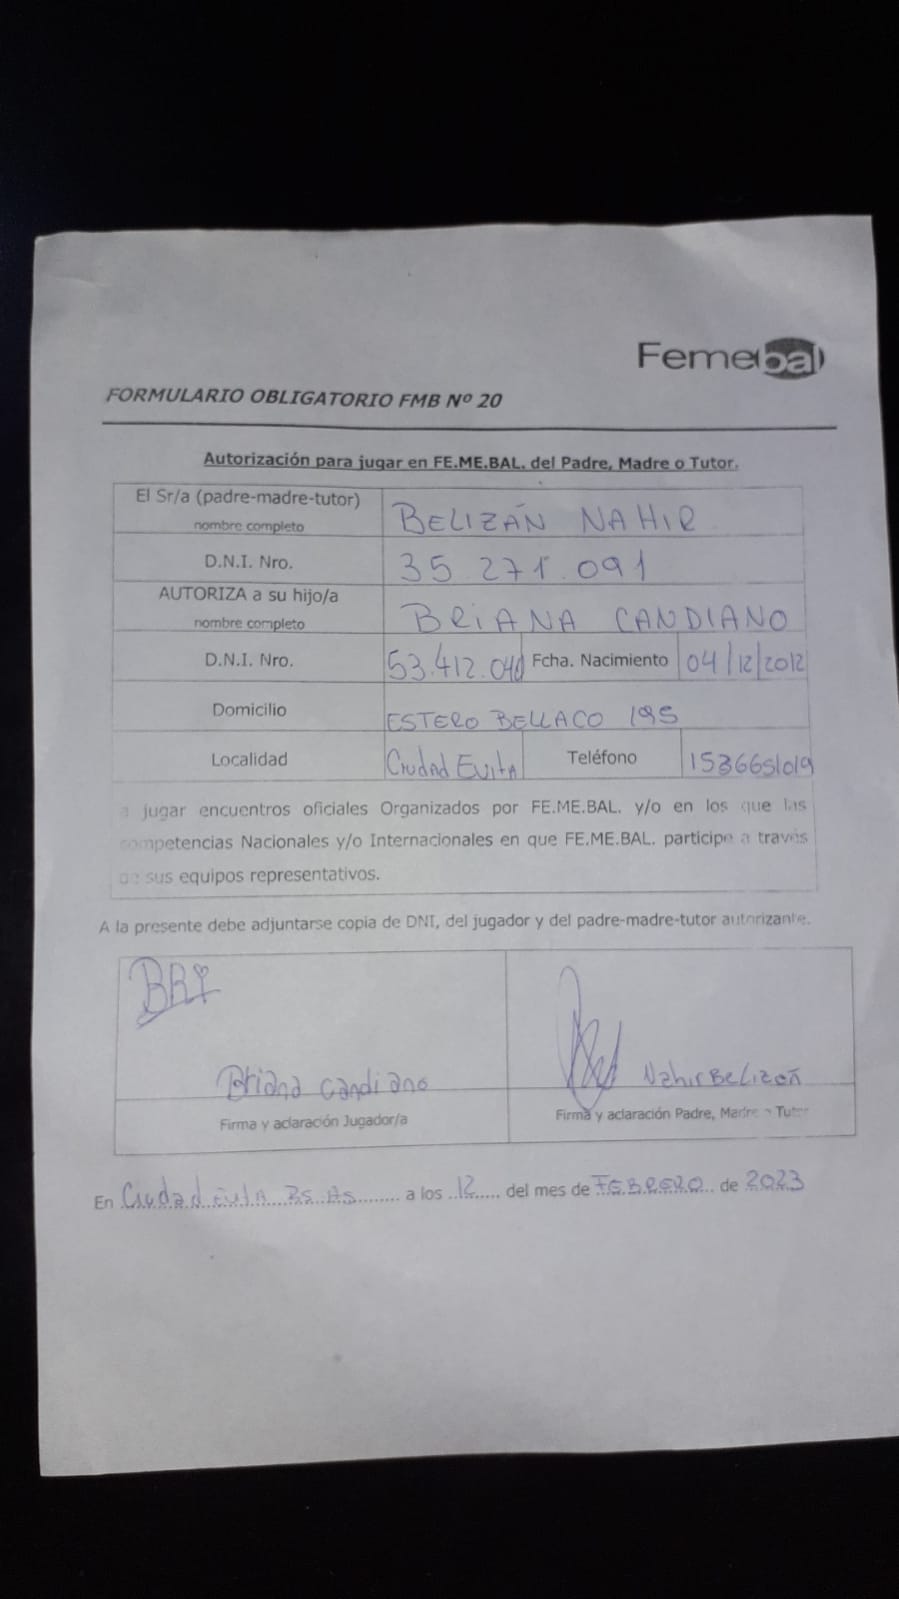 Femebal
FORMULARIO OBLIGATORIO FMB Nº 20
Autorización para jugar en FE.ME.BAL. del Padre, Madre o Tutor.
El Sr/a (padre-madre-tutor)
nombre completo
BELIZÁN NAHIR
D.N.I. Nro.
35.271.091
AUTORIZA a su hijo/a
nombre completo
BRIANA CANDIANO
D.N.I. Nro.
53.412.040
Fcha. Nacimiento
04/12/2012
Domicilio
ESTERO BELLACO 195
Localidad
Ciudad Evita
Teléfono
a jugar encuentros oficiales Organizados por FE.ME.BAL. y/o en los que las
competencias Nacionales y/o Internacionales en que FE.ME.BAL. participe a través
de sus equipos representativos.
A la presente debe adjuntarse copia de DNI, del jugador y del padre-madre-tutor autorizante.
BRI
Briana Candiano
Nahir Belizan
Firma y aclaración Jugador/a
Firma y aclaración Padre, Madre o Tutor
En Ciudad Evita Bs As........ a los 12..... del mes de FEBRERO.. de 2023